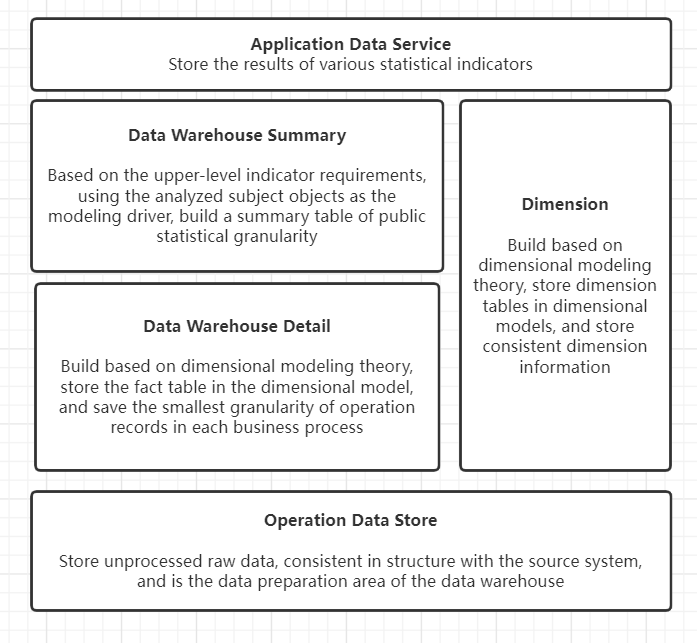 Application Data Service
Store the results of various statistical indicators
Data Warehouse Summary
Based on the upper-level indicator requirements,
using the analyzed subject objects as the
modeling driver, build a summary table of public
statistical granularity
Dimension
Build based on
dimensional modeling
theory, store dimension
tables in dimensional
models, and store
consistent dimension
information
Data Warehouse Detail
Build based on dimensional modeling theory,
store the fact table in the dimensional model,
and save the smallest granularity of operation
records in each business process
Operation Data Store
Store unprocessed raw data, consistent in structure with the source system,
and is the data preparation area of the data warehouse